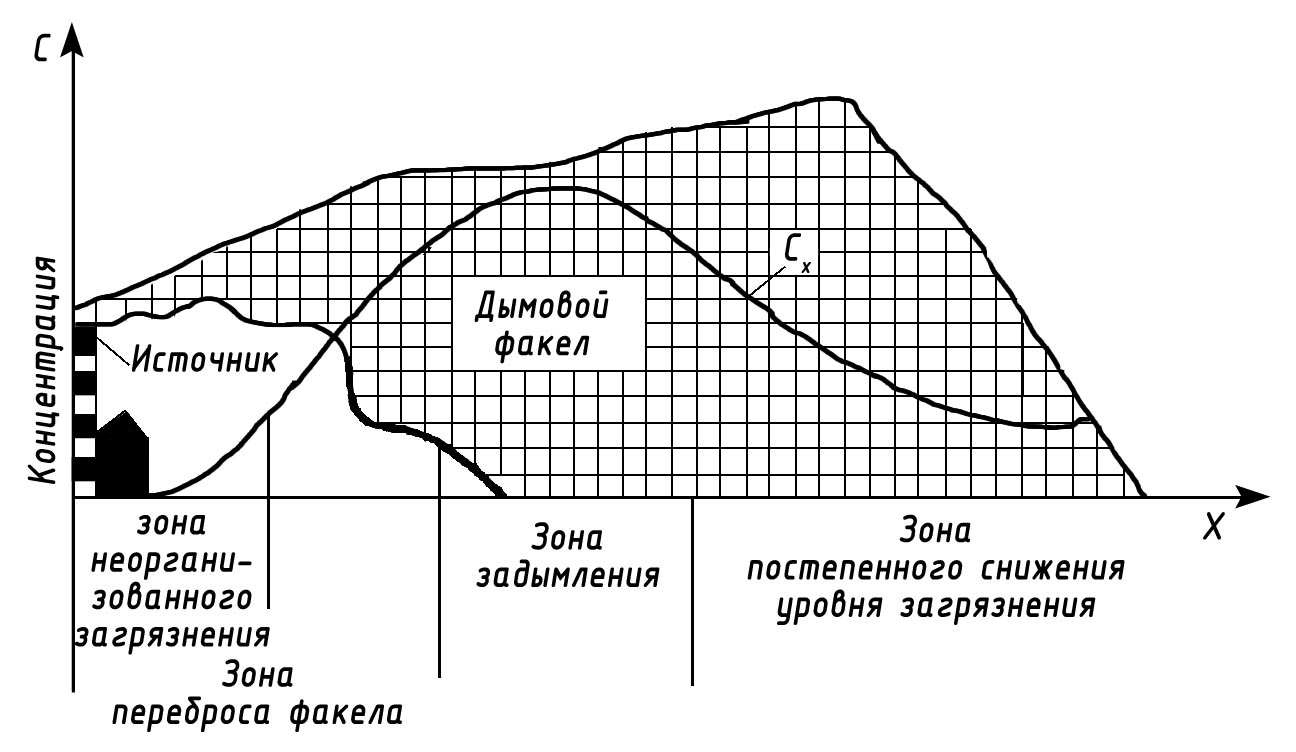 C
Концентрация
C x
Дымовой
факел
Источник
X
зона
неоргани-
зованного
загрязнения
Зона
переброса факела
Зона
задымления
Зона
постепенного снижения
уровня загрязнения